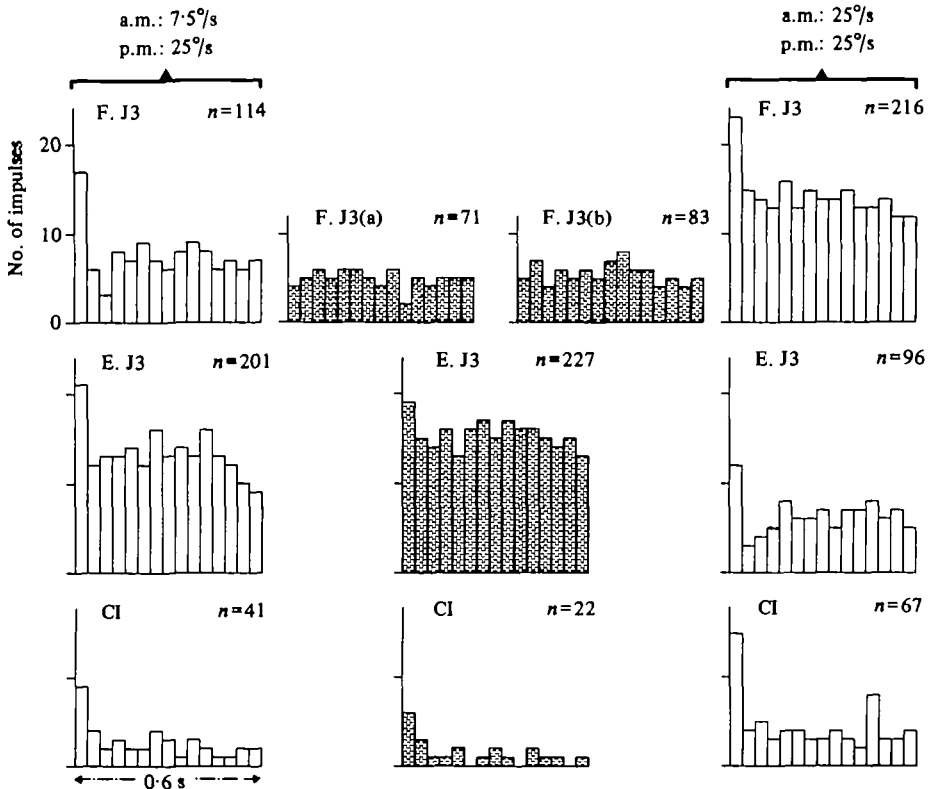 a.m.: 7·5°/s
p.m.: 25°/s
a.m.: 25°/s
p.m.: 25°/s
No. of impulses
20
10
0
F. J3 n=114
F. J3(a) n=71
F. J3(b) n=83
F. J3 n=216
E. J3 n=201
E. J3 n=227
E. J3 n=96
CI n=41
CI n=22
CI n=67
0·6 s